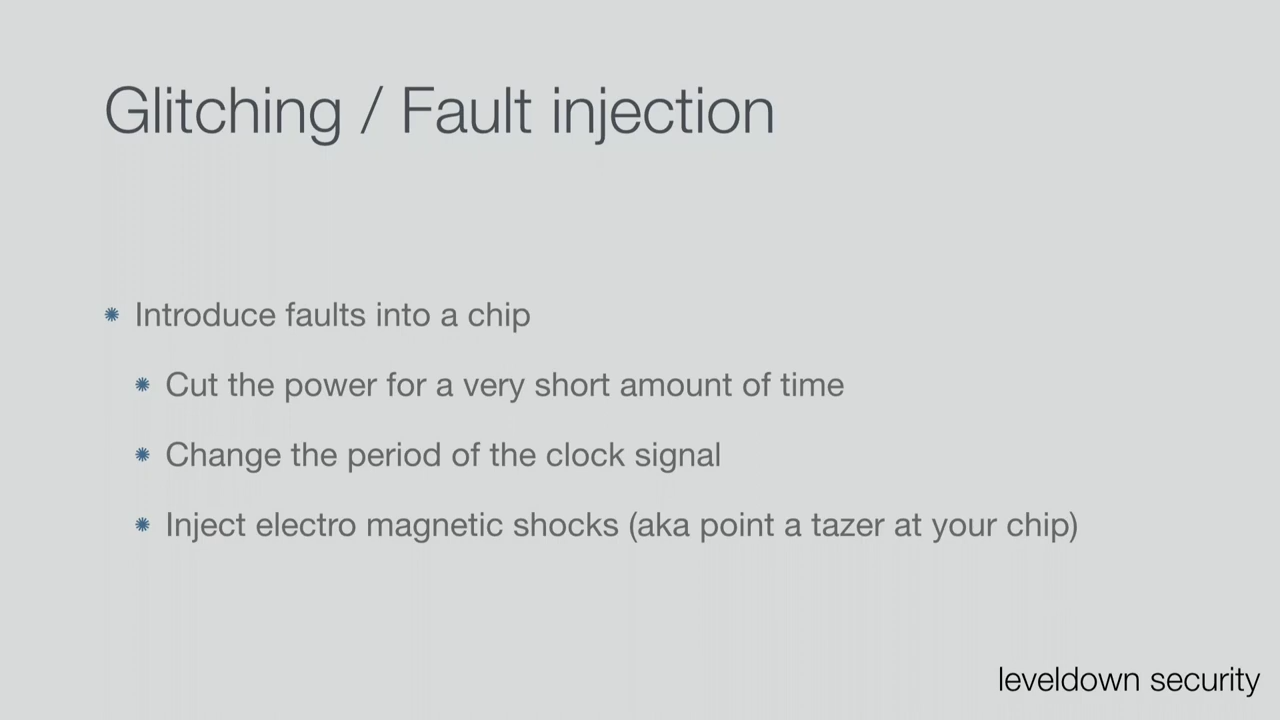 Glitching / Fault injection
Introduce faults into a chip
Cut the power for a very short amount of time
Change the period of the clock signal
Inject electro magnetic shocks (aka point a tazer at your chip)
leveldown security